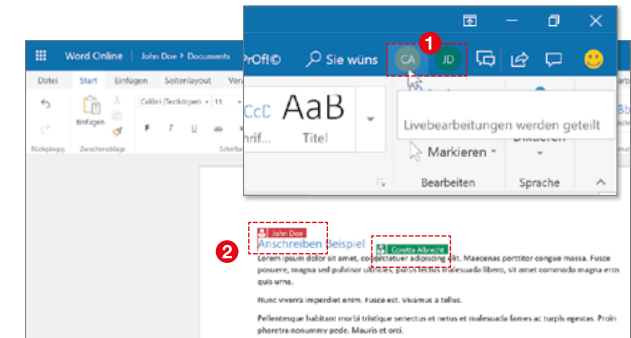 1
PrOfI©
Sie wüns
CA
JD
Word Online
John Doe > Documents
Datei
Start
Einfügen
Seitenlayout
CcC
AaB
Titel
Livebearbeitungen werden geteilt
Calibri (Textkörper)
11
Einfügen
F
I
U
Markieren
Rückgängig
Zwischenablage
Bearbeiten
Sprache
2
John Doe
Coretta Albrecht
Anschreiben Beispiel
Lorem ipsum dolor sit amet, consectetuer adipiscing elit. Maecenas porttitor congue massa. Fusce
posuere, magna sed pulvinar ultricies, purus lectus malesuada libero, sit amet commodo magna eros
quis urna.
Nunc viverra imperdiet enim. Fusce est. Vivamus a tellus.
Pellentesque habitant morbi tristique senectus et netus et malesuada fames ac turpis egestas. Proin
pharetra nonummy pede. Mauris et orci.